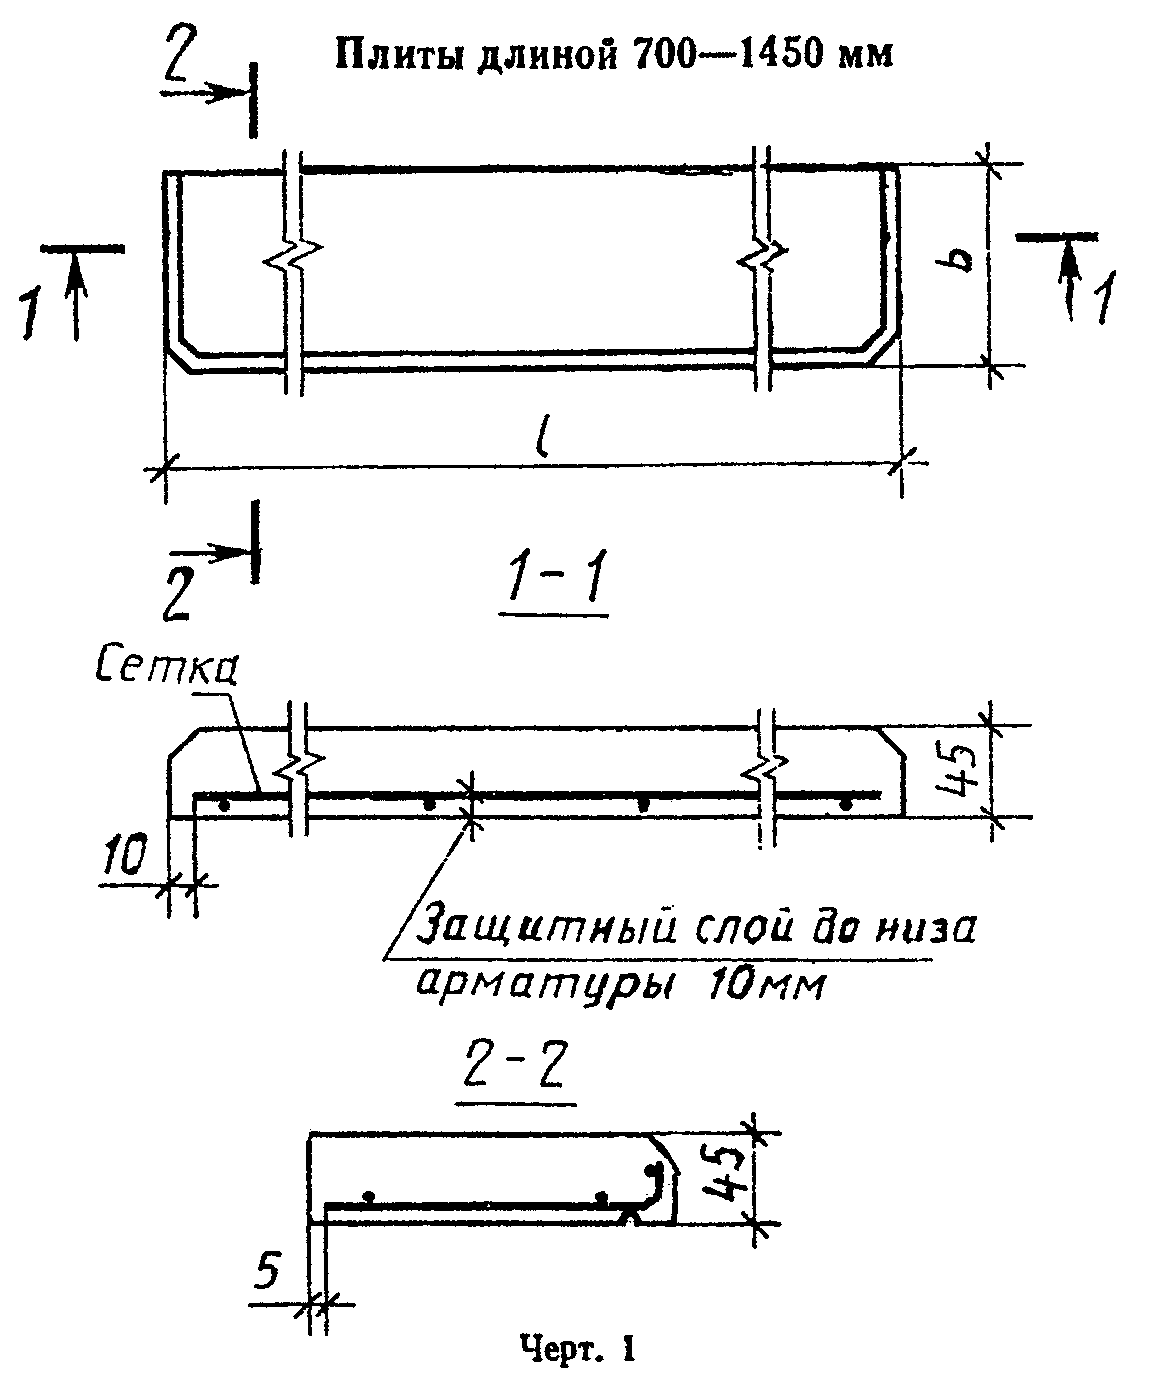 2
Плиты длиной 700—1450 мм
1
b
1
l
2
1-1
Сетка
45
10
Защитный слой до низа
арматуры 10мм
2-2
45
5
Черт. 1